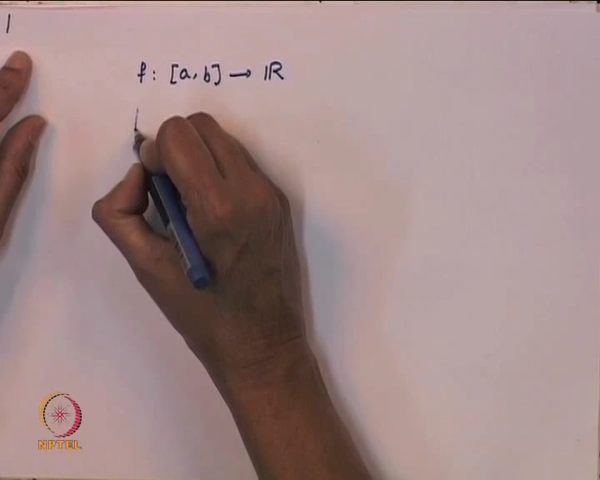 1
f: [a, b] → ℝ
NPTEL